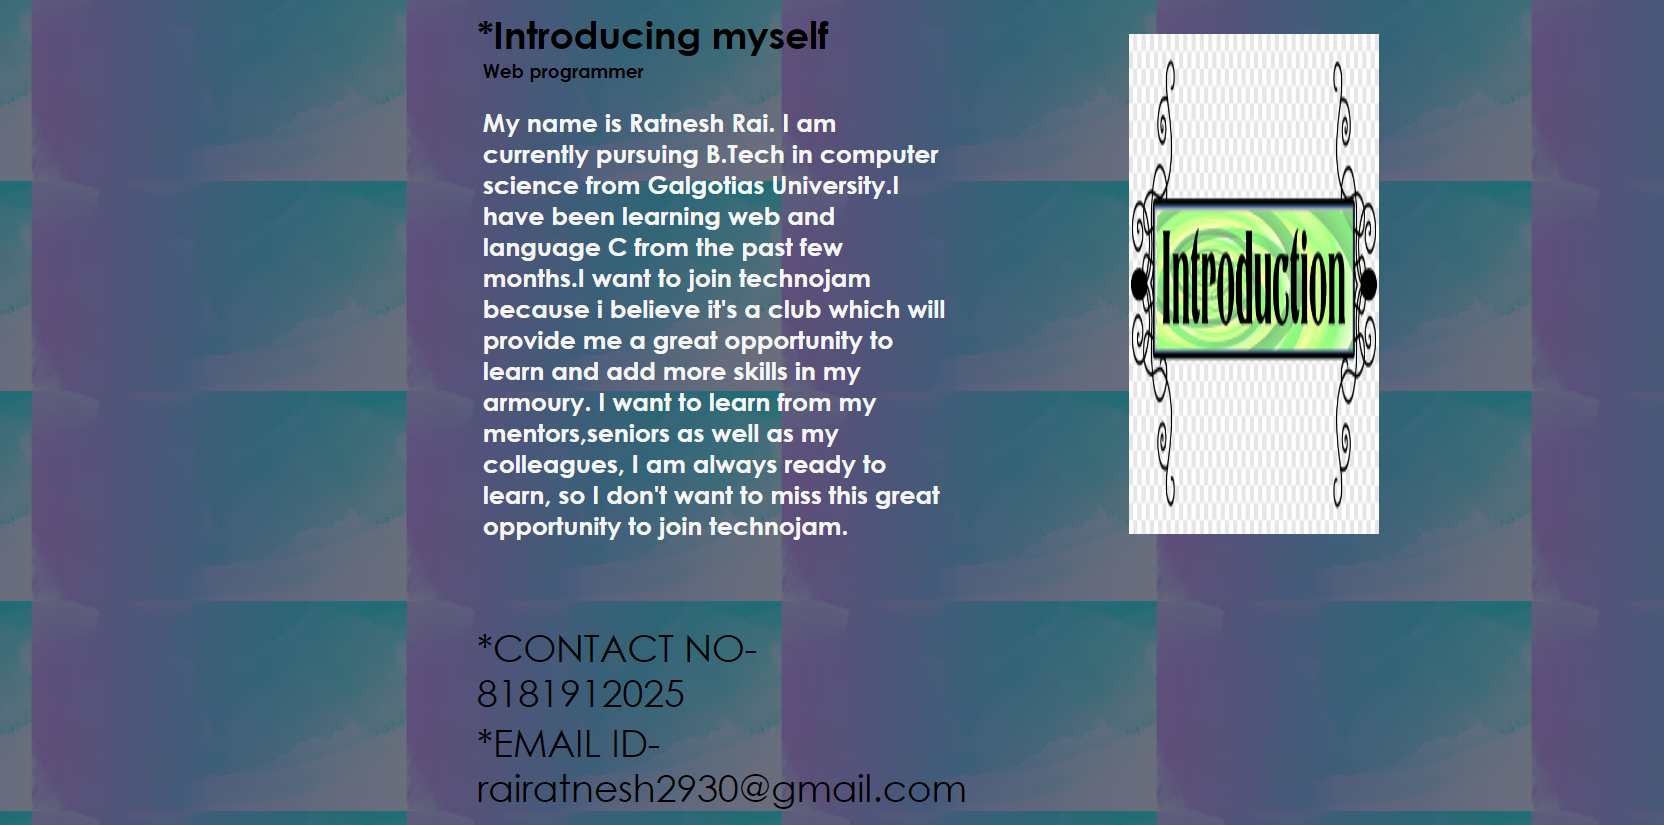 *Introducing myself
Web programmer
My name is Ratnesh Rai. I am
currently pursuing B.Tech in computer
science from Galgotias University.I
have been learning web and
language C from the past few
months.I want to join technojam
because i believe it's a club which will
provide me a great opportunity to
learn and add more skills in my
armoury. I want to learn from my
mentors,seniors as well as my
colleagues, I am always ready to
learn, so I don't want to miss this great
opportunity to join technojam.
*CONTACT NO-
8181912025
*EMAIL ID-
rairatnesh2930@gmail.com
Introduction